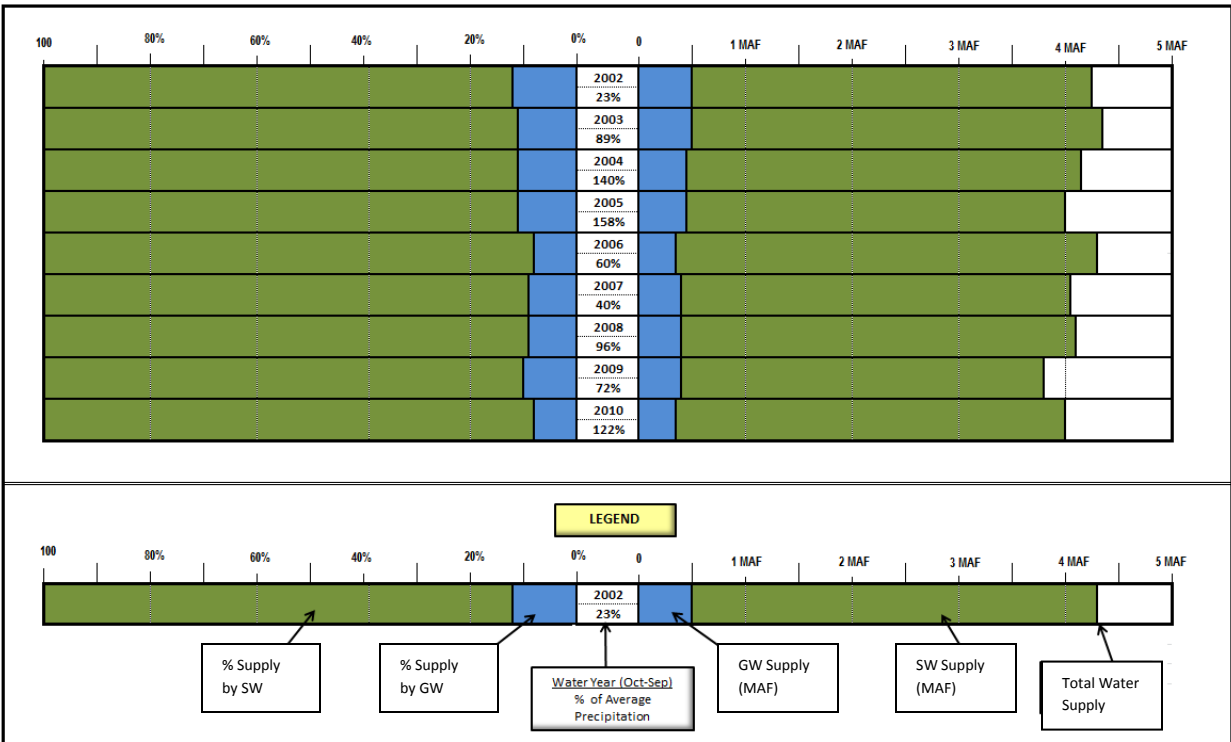 100 80% 60% 40% 20% 0% 0 1 MAF 2 MAF 3 MAF 4 MAF 5 MAF
2002
23%
2003
89%
2004
140%
2005
158%
2006
60%
2007
40%
2008
96%
2009
72%
2010
122%
LEGEND
100 80% 60% 40% 20% 0% 0 1 MAF 2 MAF 3 MAF 4 MAF 5 MAF
2002
23%
% Supply
by SW
% Supply
by GW
Water Year (Oct-Sep)
% of Average
Precipitation
GW Supply
(MAF)
SW Supply
(MAF)
Total Water
Supply